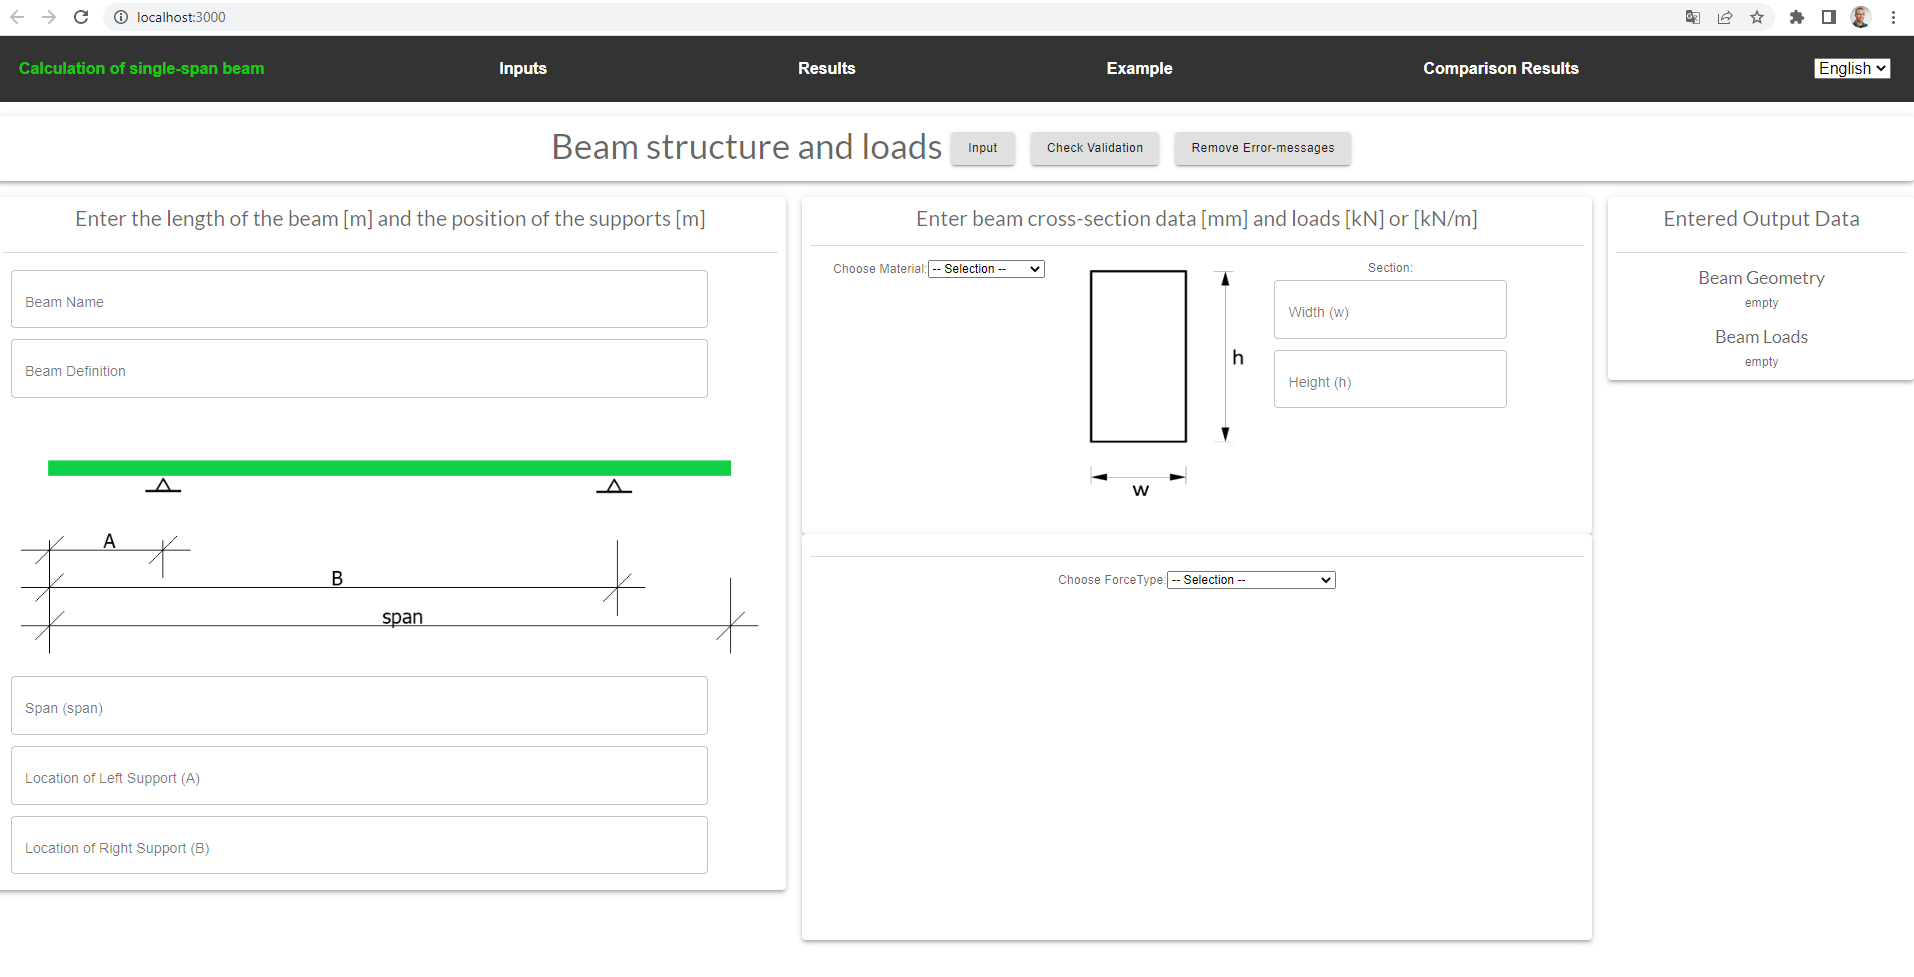 localhost:3000
Calculation of single-span beam
Inputs
Results
Example
Comparison Results
English
Beam structure and loads
Input
Check Validation
Remove Error-messages
Enter the length of the beam [m] and the position of the supports [m]
Beam Name
Beam Definition
A
B
span
Span (span)
Location of Left Support (A)
Location of Right Support (B)
Enter beam cross-section data [mm] and loads [kN] or [kN/m]
Choose Material: -- Selection --
h
w
Section:
Width (w)
Height (h)
Choose ForceType: -- Selection --
Entered Output Data
Beam Geometry
empty
Beam Loads
empty